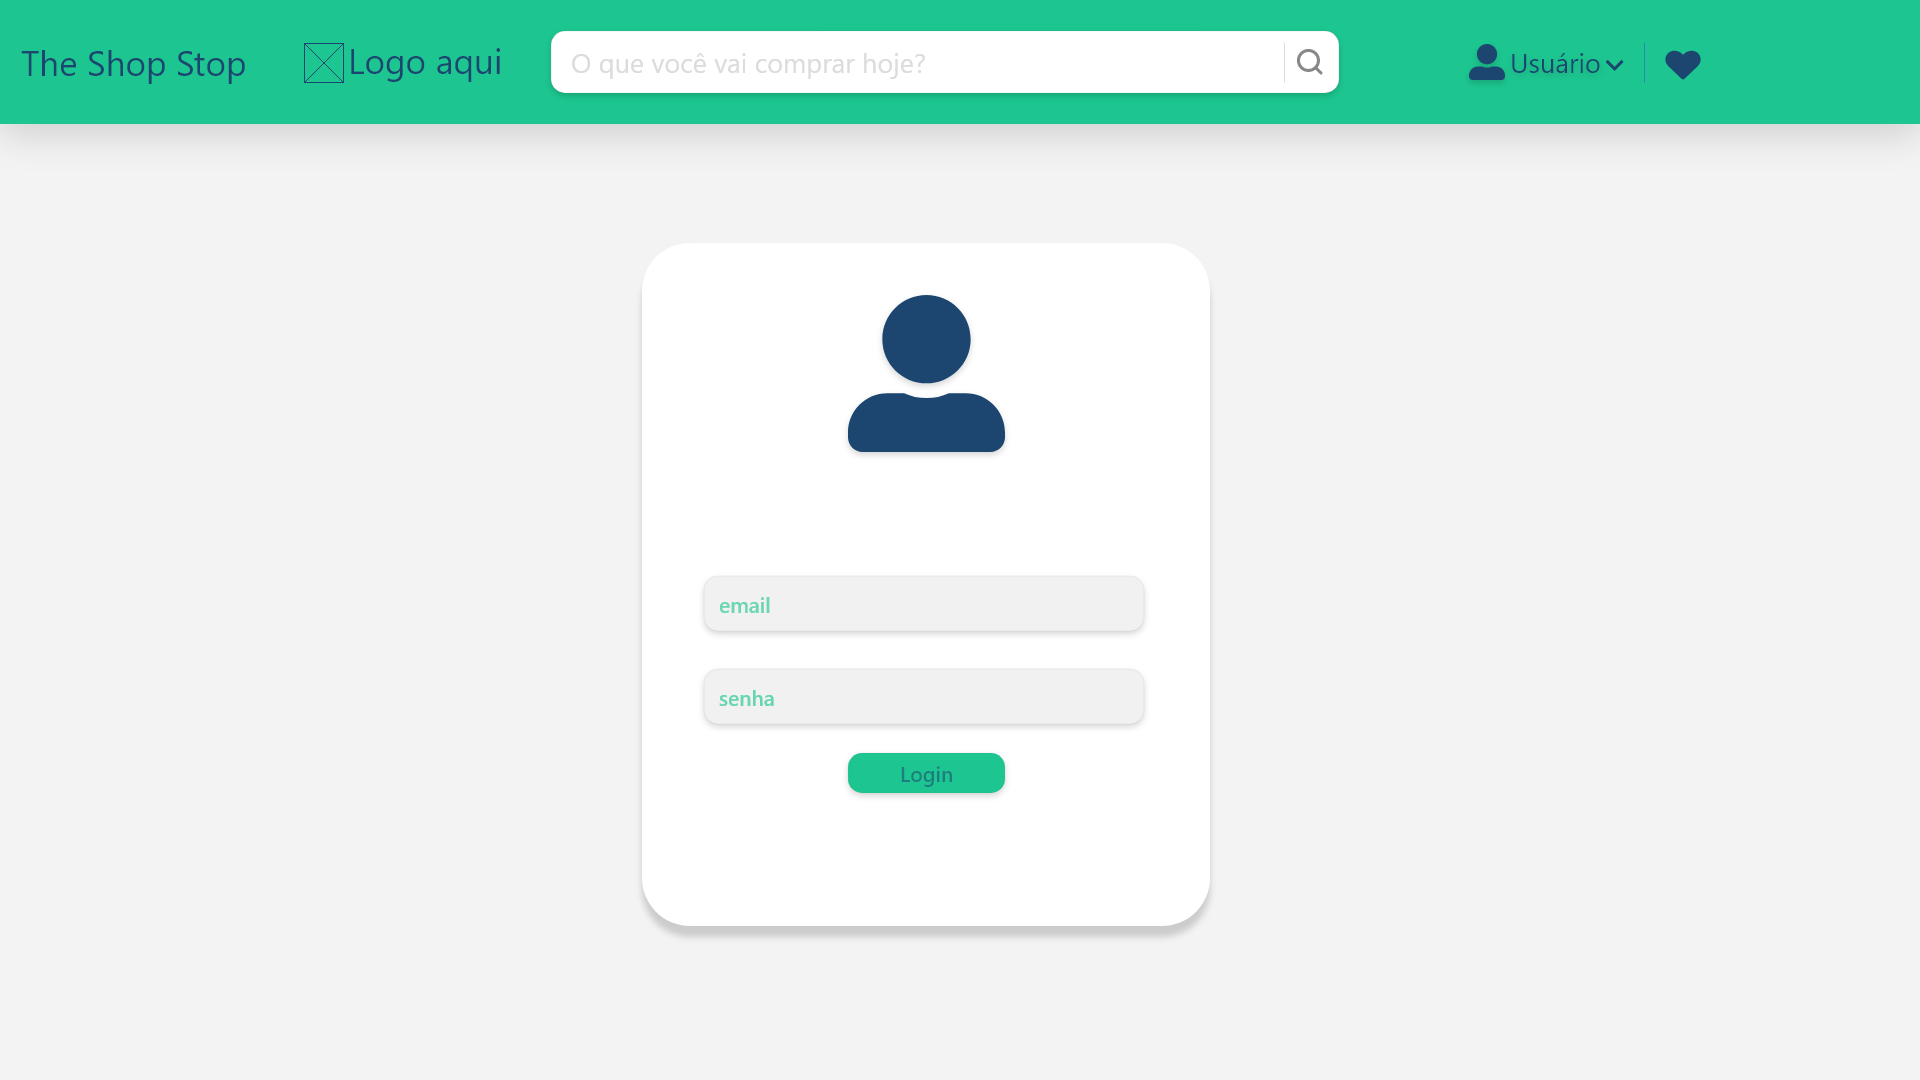 The Shop Stop
Logo aqui
O que você vai comprar hoje?
Usuário
email
senha
Login